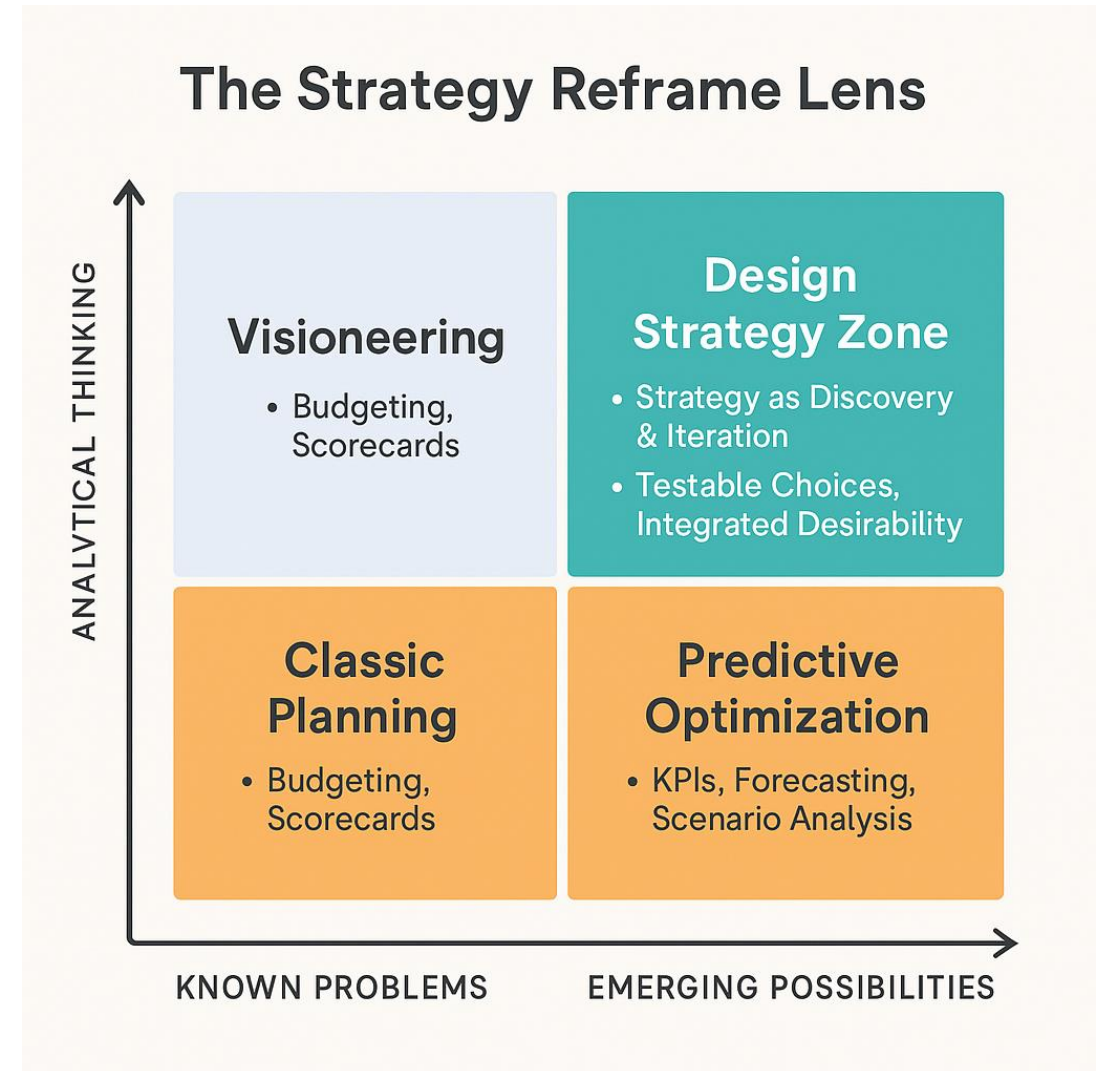 The Strategy Reframe Lens
ANALVTICAL THINKING
Visioneering
• Budgeting,
Scorecards
Design
Strategy Zone
• Strategy as Discovery
& Iteration
• Testable Choices,
Integrated Desirability
Classic
Planning
• Budgeting,
Scorecards
Predictive
Optimization
• KPIs, Forecasting,
Scenario Analysis
KNOWN PROBLEMS
EMERGING POSSIBILITIES